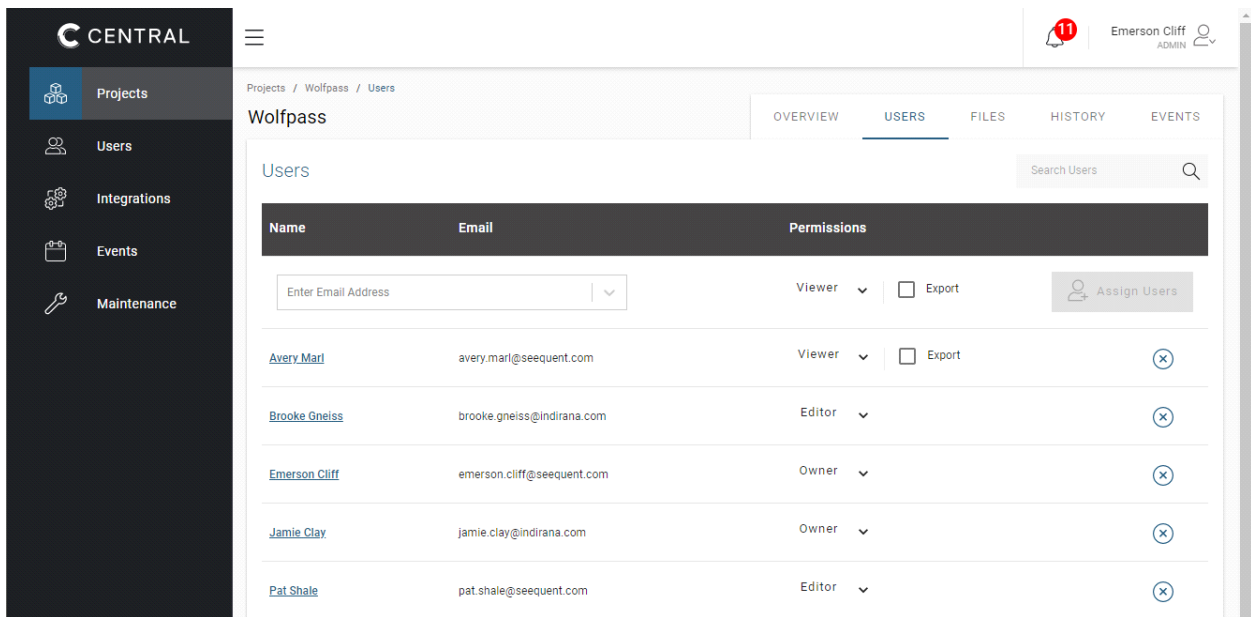 CENTRAL
11
Emerson Cliff
ADMIN
Projects
Users
Integrations
Events
Maintenance
Projects / Wolfpass / Users
Wolfpass
OVERVIEW USERS FILES HISTORY EVENTS
Users
Search Users
Name Email Permissions
Enter Email Address Viewer Export Assign Users
Avery Marl avery.marl@seequent.com Viewer Export
Brooke Gneiss brooke.gneiss@indirana.com Editor
Emerson Cliff emerson.cliff@seequent.com Owner
Jamie Clay jamie.clay@indirana.com Owner
Pat Shale pat.shale@seequent.com Editor